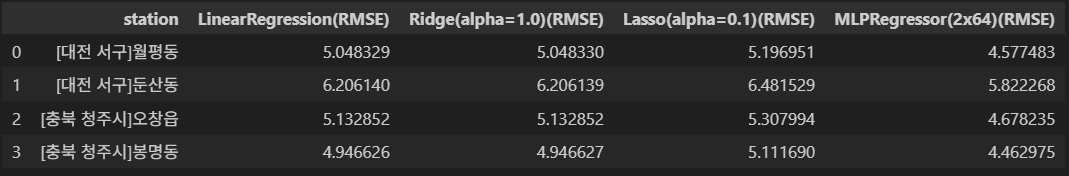 station LinearRegression(RMSE) Ridge(alpha=1.0)(RMSE) Lasso(alpha=0.1)(RMSE) MLPRegressor(2x64)(RMSE)
0 [대전 서구]월평동 5.048329 5.048330 5.196951 4.577483
1 [대전 서구]둔산동 6.206140 6.206139 6.481529 5.822268
2 [충북 청주시]오창읍 5.132852 5.132852 5.307994 4.678235
3 [충북 청주시]봉명동 4.946626 4.946627 5.111690 4.462975